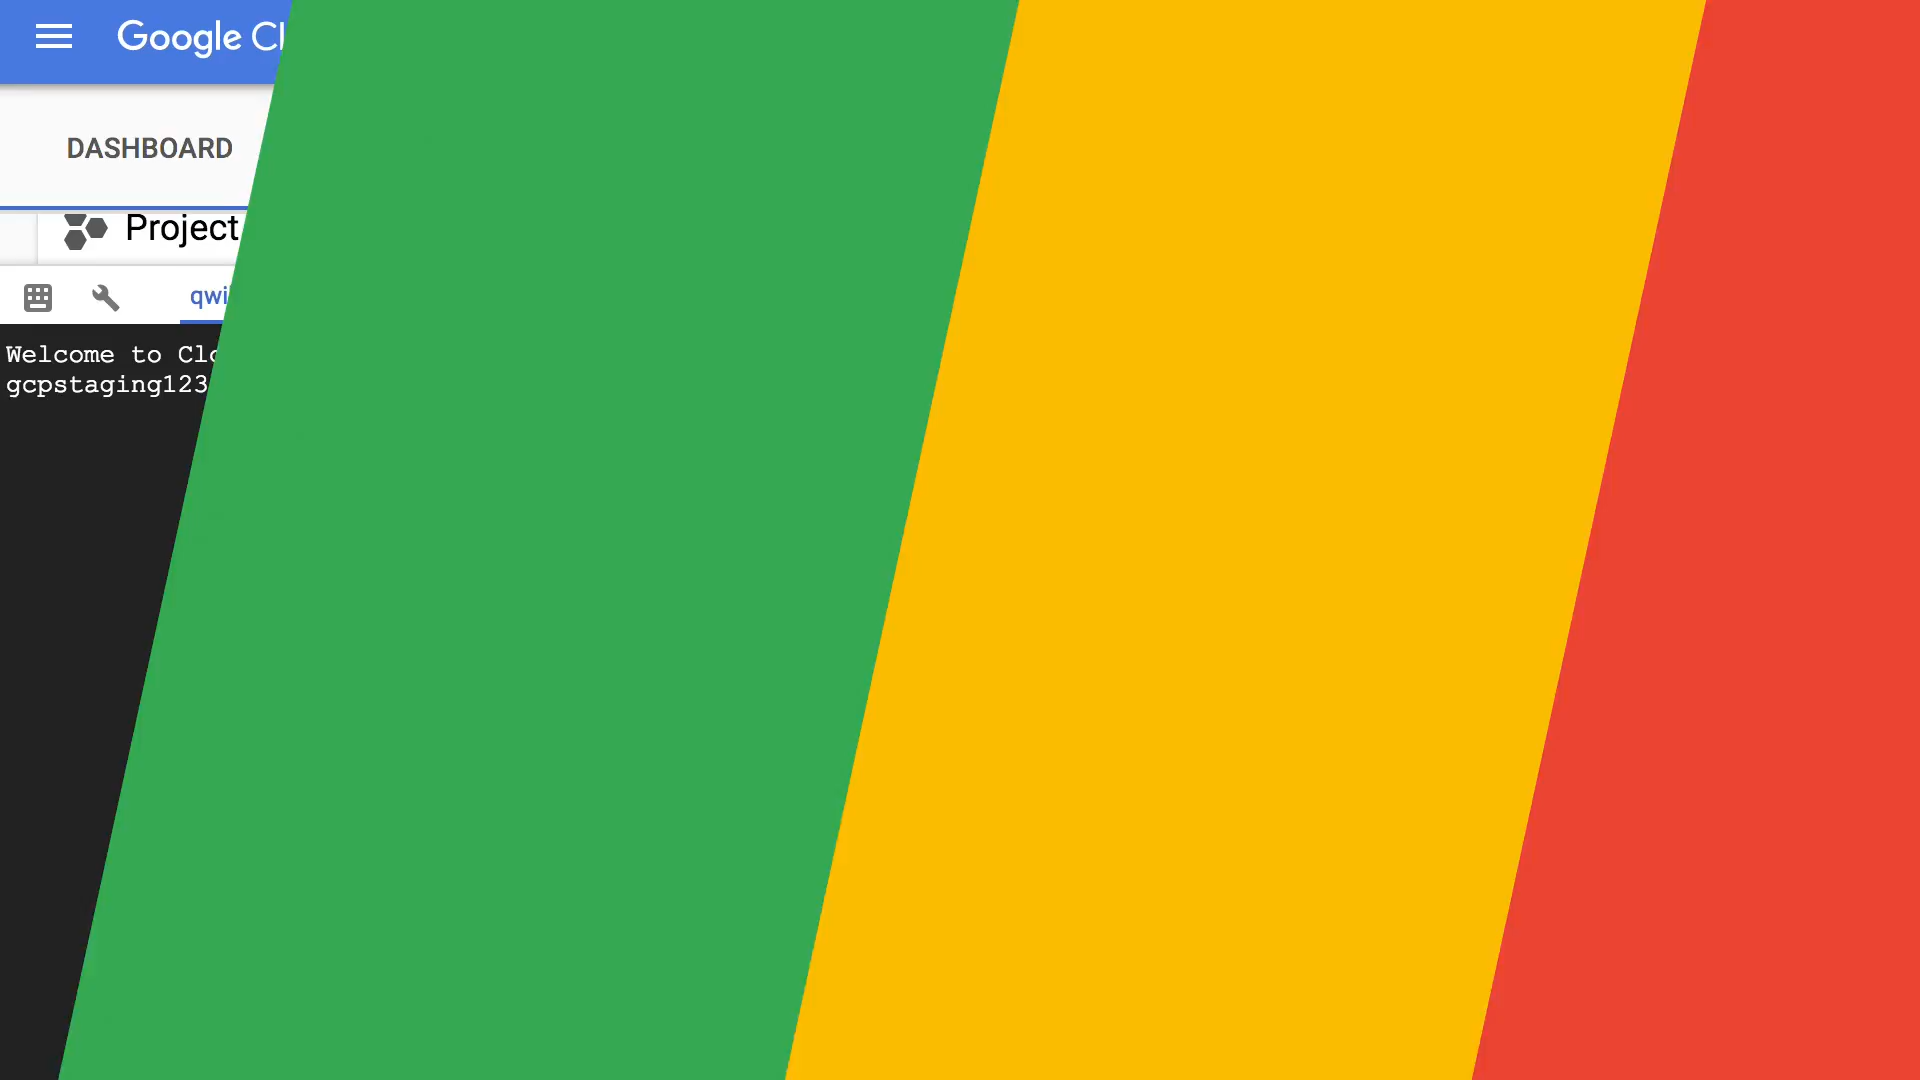 Google Cl
DASHBOARD
Project
qwi
Welcome to Clo
gcpstaging123